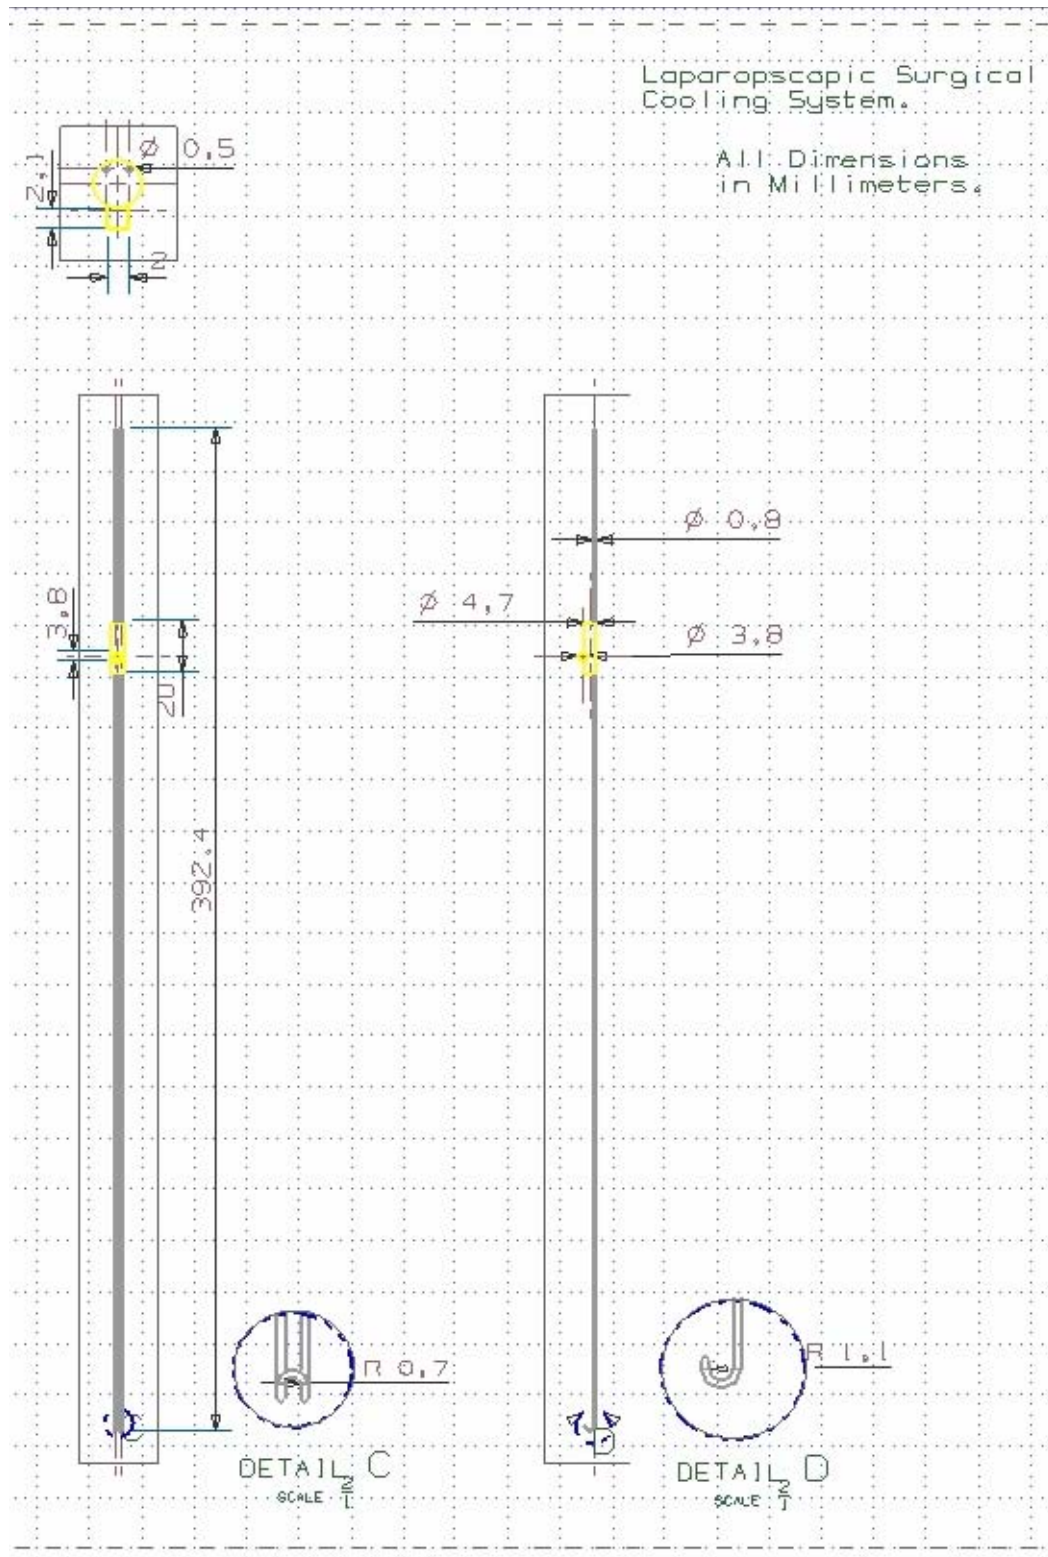 Laparopscopic Surgical
Cooling System.
All Dimensions
in Millimeters.
Ø 0,5
2,1
2
Ø 0,8
3,8
Ø 4,7
Ø 3,8
20
392.4
R 0,7
R 1,1
C
D
DETAIL C
SCALE 2/1
DETAIL D
SCALE 2/1